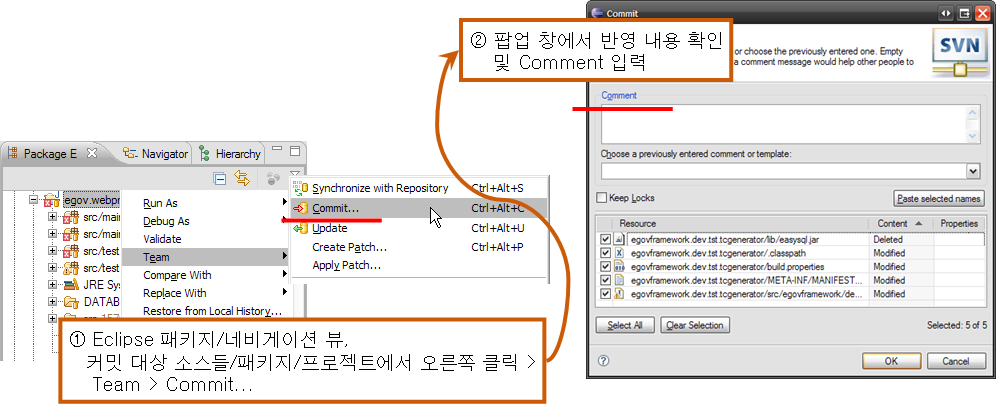 Commit
② 팝업 창에서 반영 내용 확인
및 Comment 입력
or choose the previously entered one. Empty
a comment message would help other people to
SVN
Comment
Choose a previously entered comment or template:
Keep Locks
Paste selected names
Resource Content Properties
egovframework.dev.tst.tcgenerator/lib/easysql.jar Deleted
egovframework.dev.tst.tcgenerator/.classpath Modified
egovframework.dev.tst.tcgenerator/build.properties Modified
egovframework.dev.tst.tcgenerator/META-INF/MANIFEST... Modified
egovframework.dev.tst.tcgenerator/src/egovframework/de... Modified
Select All
Clear Selection
Selected: 5 of 5
OK
Cancel
Package E
Navigator
Hierarchy
egov.webpr
src/main
src/main
src/test
src/test
JRE Sys
DATAB
Run As
Debug As
Validate
Team
Compare With
Replace With
Restore from Local History...
Synchronize with Repository Ctrl+Alt+S
Commit... Ctrl+Alt+C
Update Ctrl+Alt+U
Create Patch... Ctrl+Alt+P
Apply Patch...
① Eclipse 패키지/네비게이션 뷰,
커밋 대상 소스들/패키지/프로젝트에서 오른쪽 클릭 >
Team > Commit...